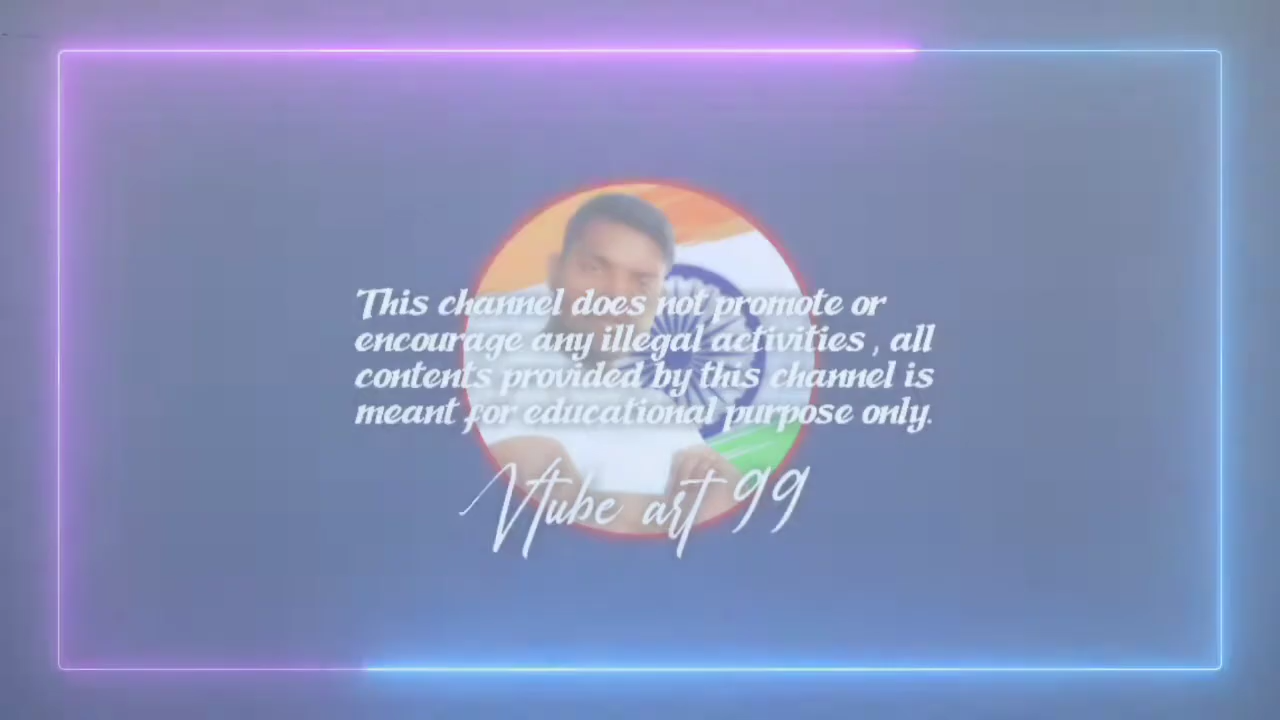 This channel does not promote or
encourage any illegal activities , all
contents provided by this channel is
meant for educational purpose only.
Vtube art 99